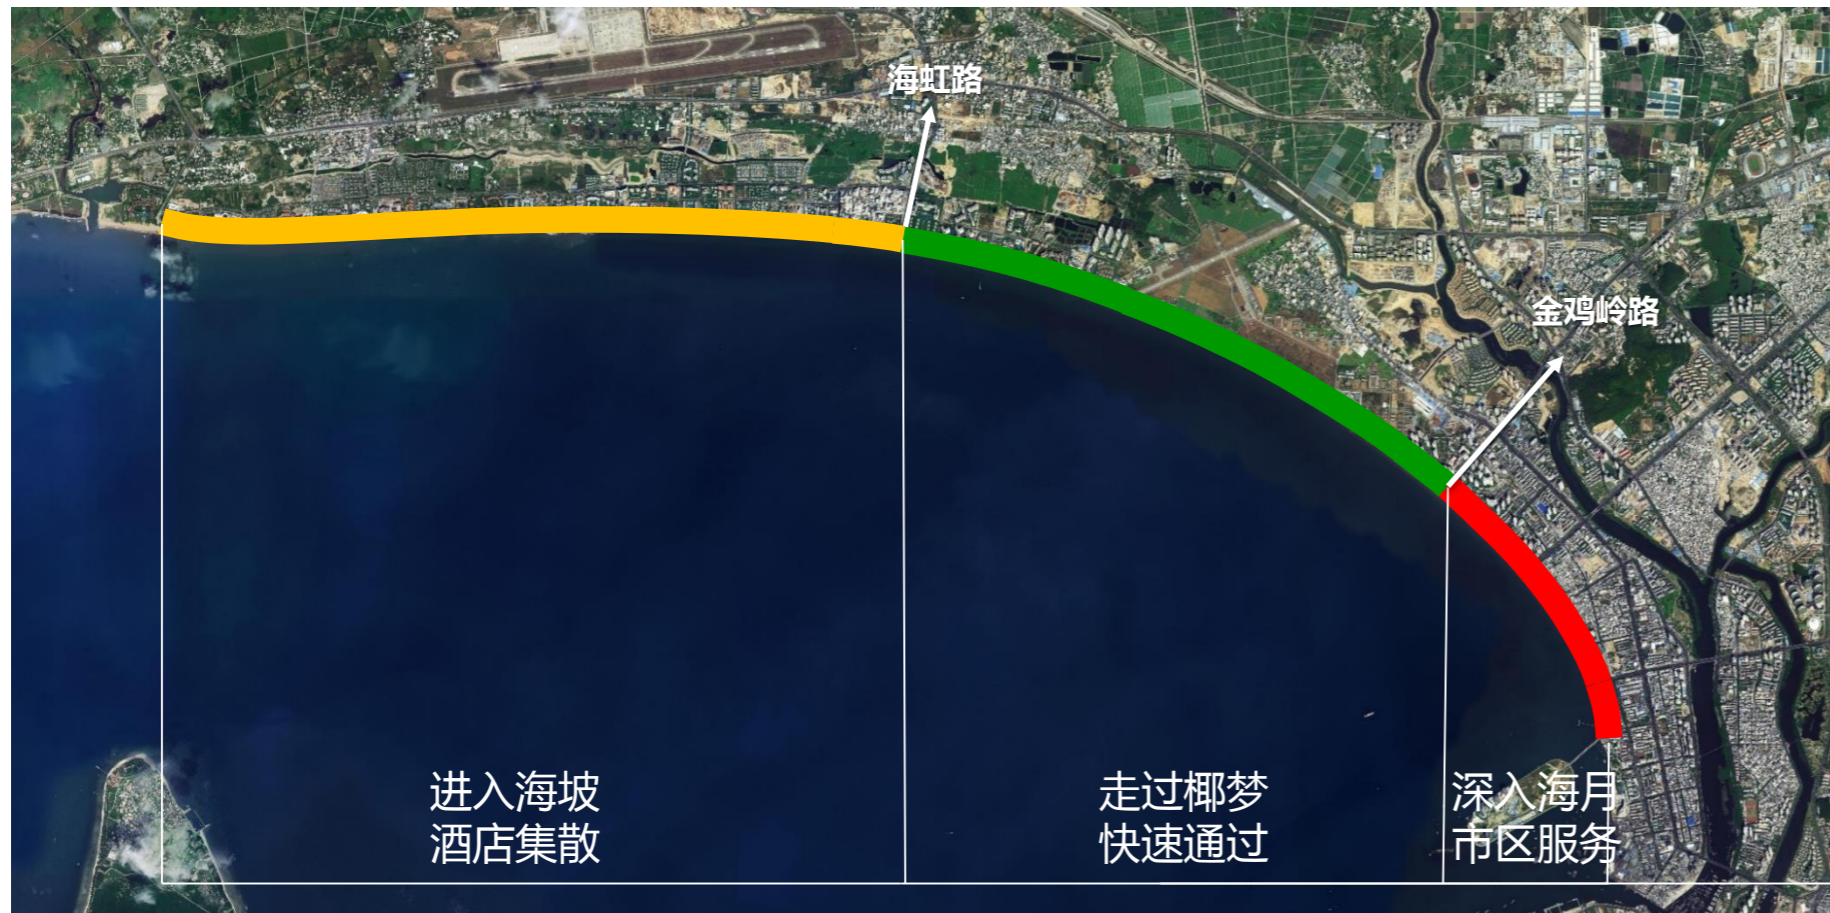 海虹路
金鸡岭路
进入海坡
酒店集散
走过椰梦
快速通过
深入海月
市区服务